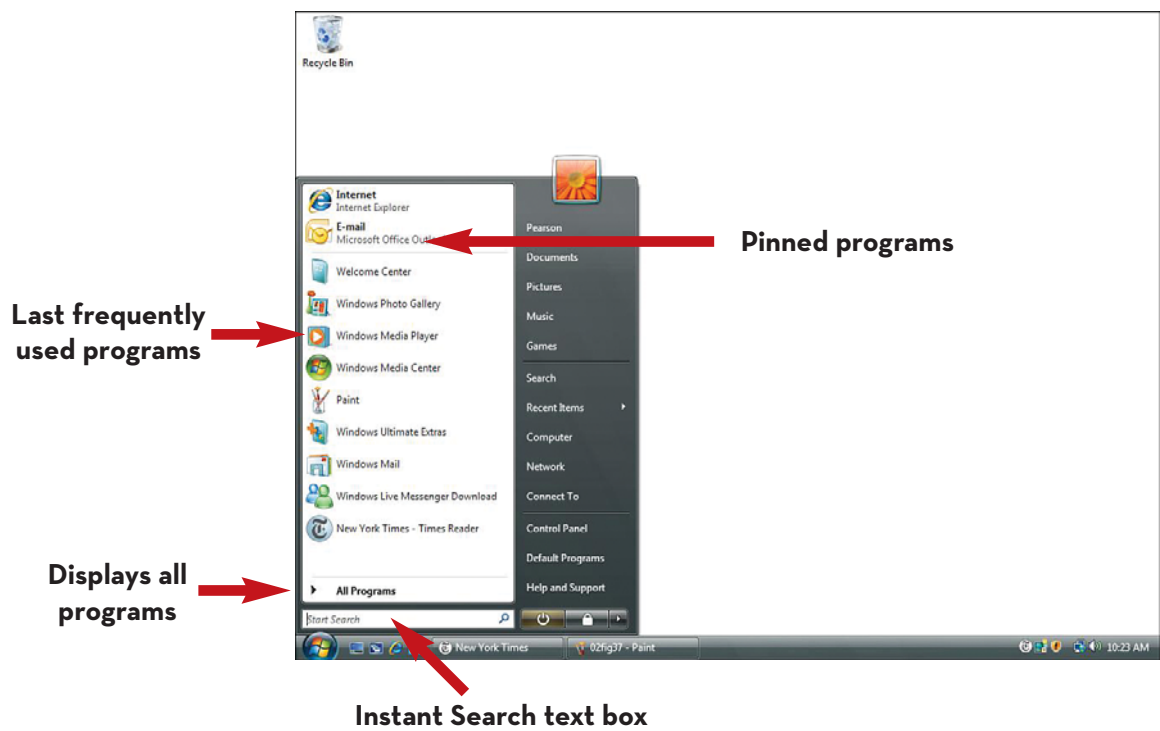 Recycle Bin
Internet
Internet Explorer
E-mail
Microsoft Office
Welcome Center
Windows Photo Gallery
Windows Media Player
Windows Media Center
Paint
Windows Ultimate Extras
Windows Mail
Windows Live Messenger Download
New York Times - Times Reader
All Programs
Start Search
Pearson
Documents
Pictures
Music
Games
Search
Recent Items
Computer
Network
Connect To
Control Panel
Default Programs
Help and Support
Pinned programs
Last frequently
used programs
Displays all
programs
New York Times
02fig37 - Paint
10:23 AM
Instant Search text box